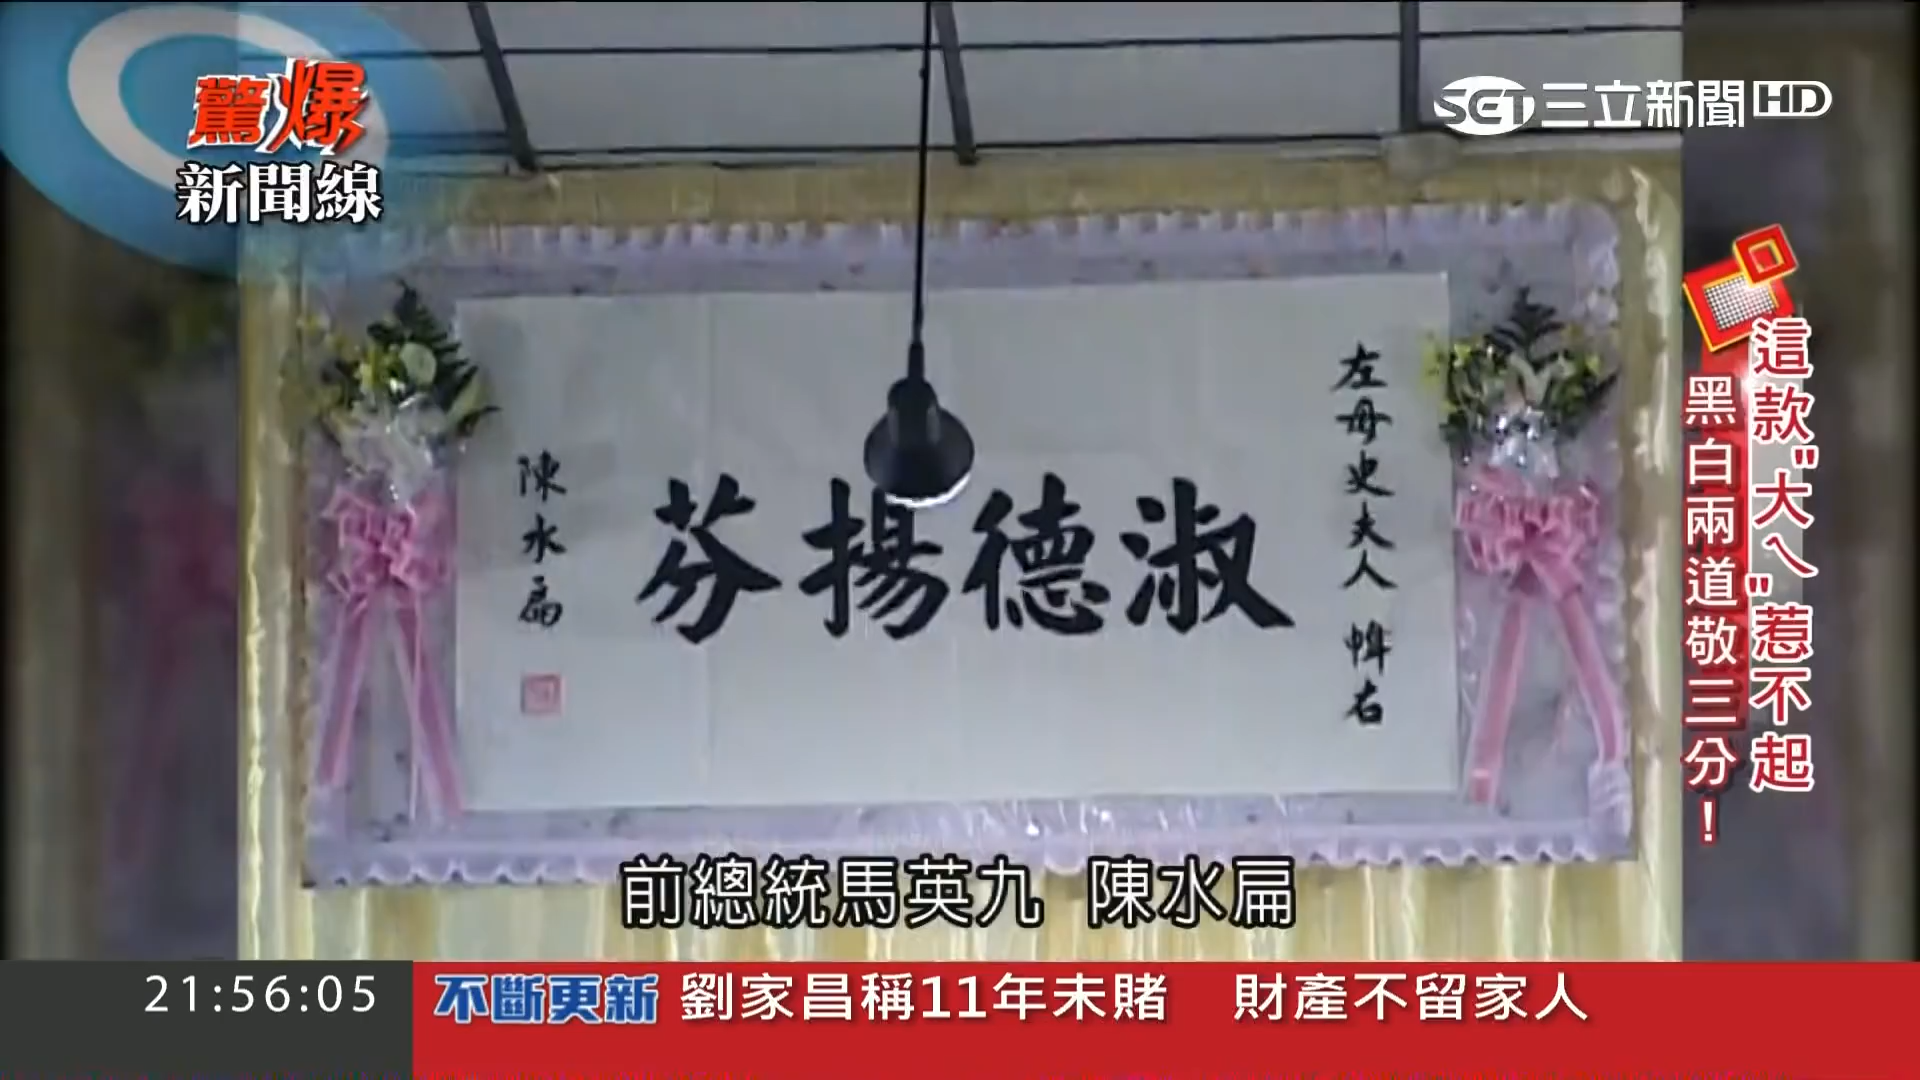 驚爆
新聞線
SET三立新聞HD
這款"大ㄟ"惹不起
黑白兩道敬三分！
左母史夫人 幃右
淑德揚芬
陳水扁
前總統馬英九 陳水扁
21:56:05
不斷更新 劉家昌稱11年未賭 財產不留家人